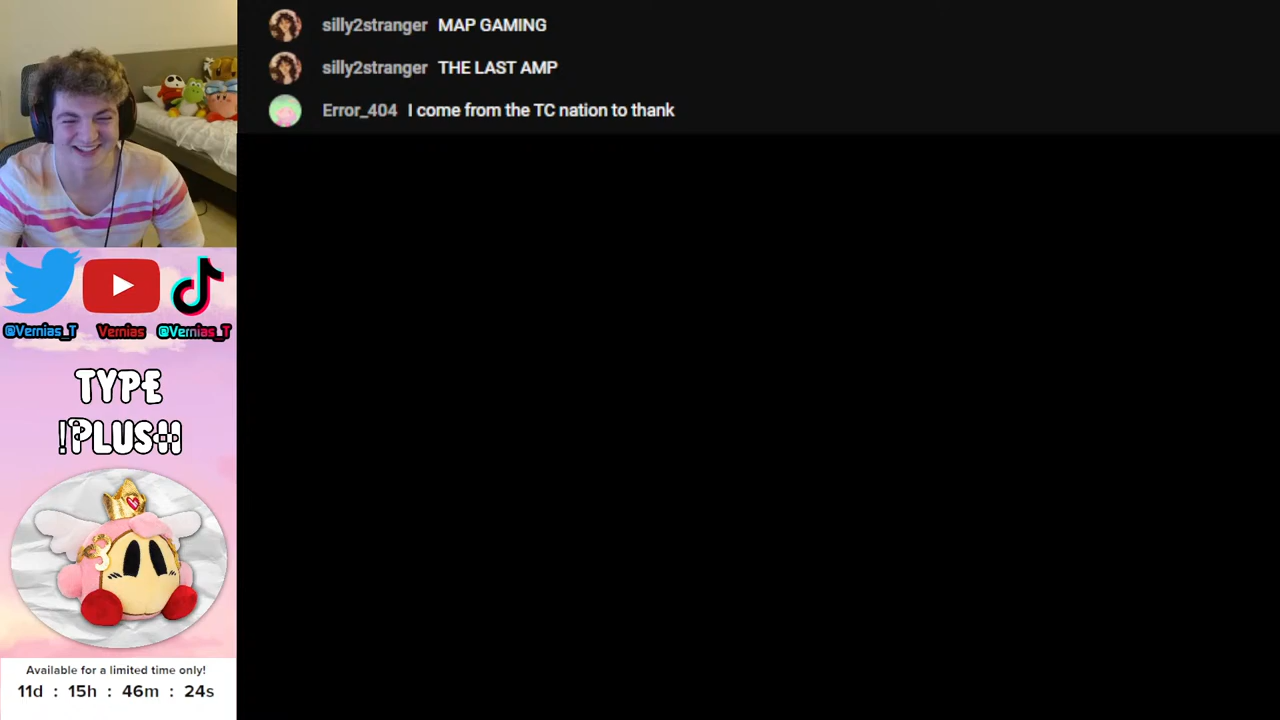 silly2stranger MAP GAMING
silly2stranger THE LAST AMP
Error_404 I come from the TC nation to thank
@Vernias_T Vernias @Vernias_T
TYPE
!PLUSH
Available for a limited time only!
11d : 15h : 46m : 24s